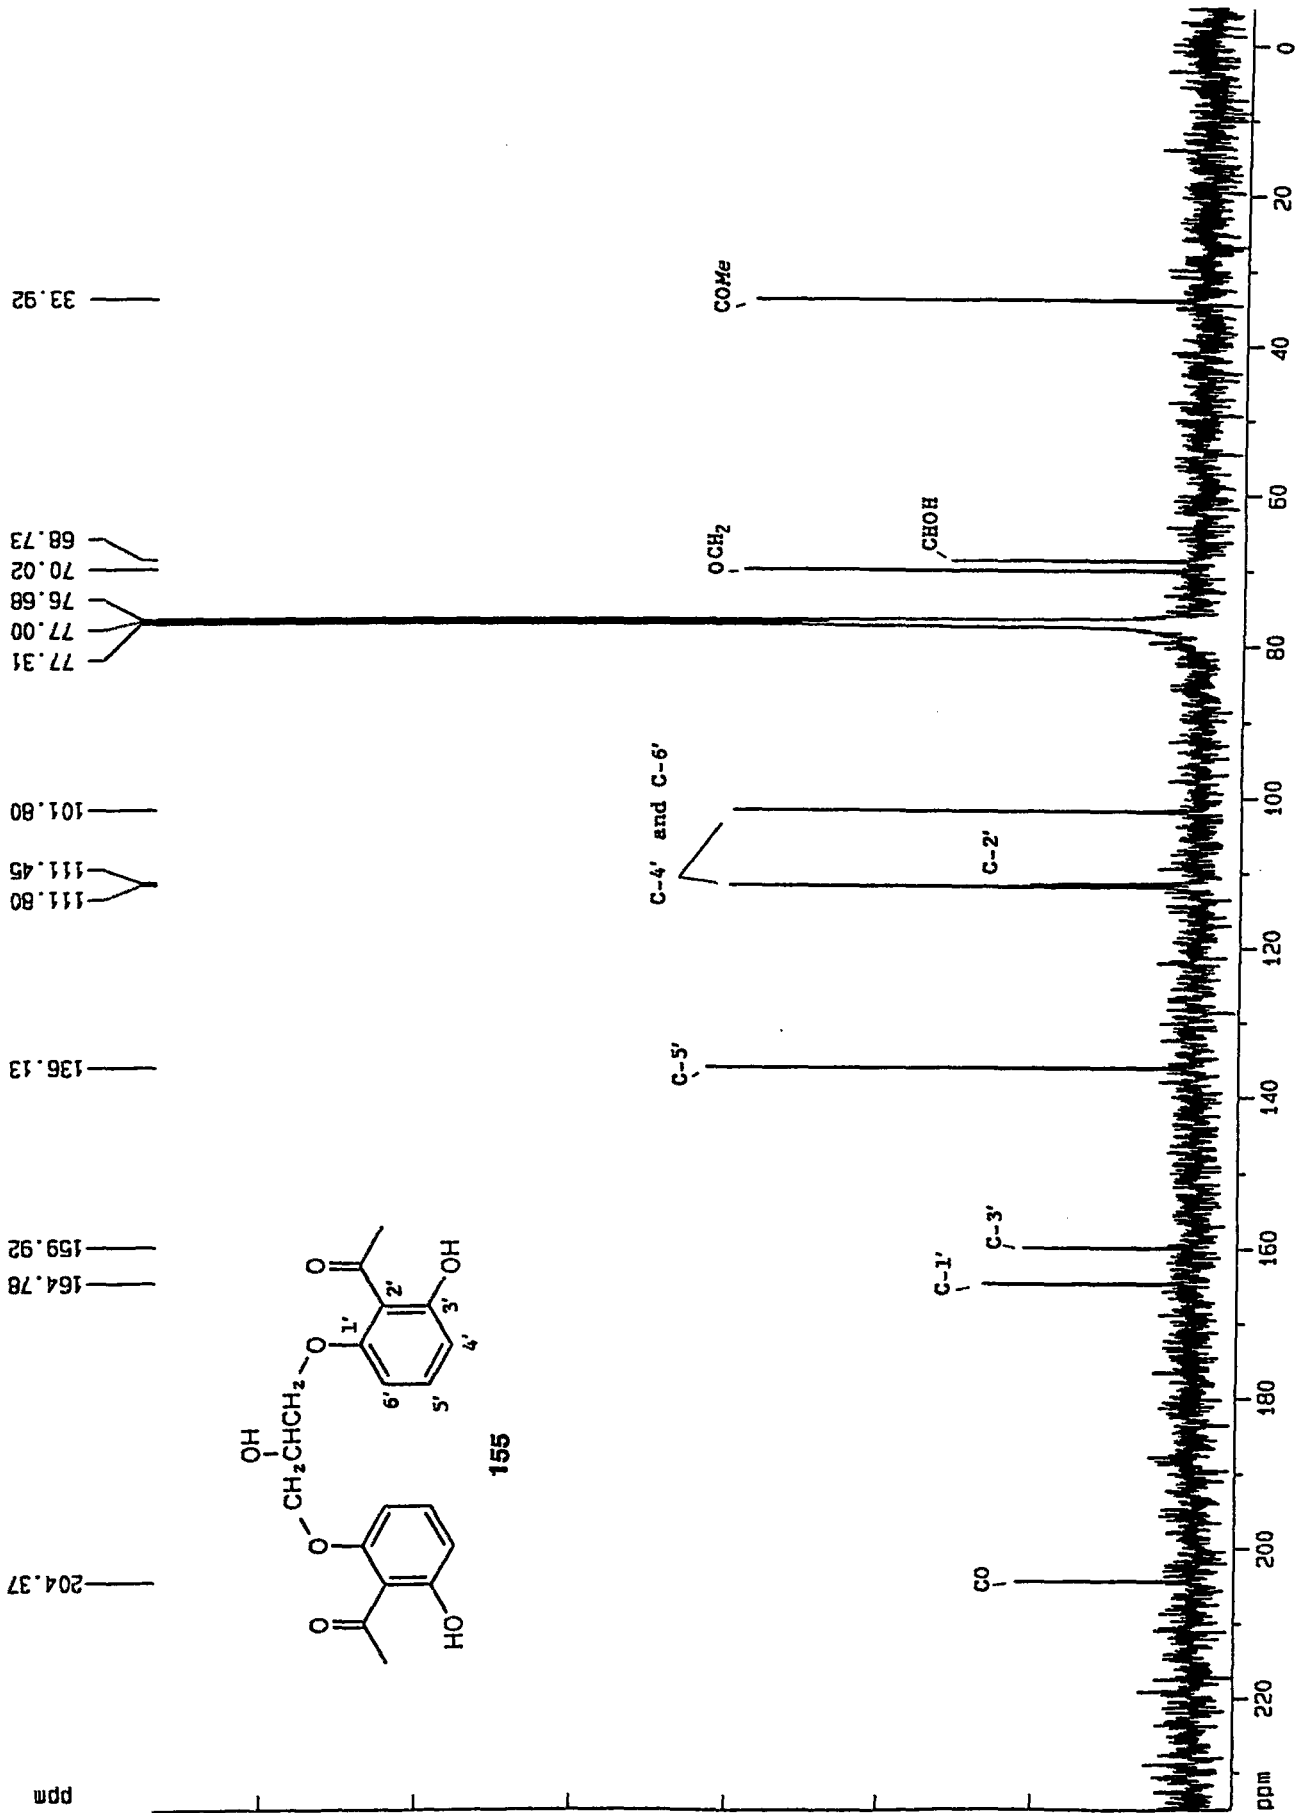 ppm
204.37
164.78
159.92
136.13
111.80
111.45
101.80
77.31
77.00
76.68
70.02
68.73
33.92
OH
CH₂CHCH₂
O
O
O
O
1'
2'
3'
4'
5'
6'
HO
OH
155
CO
C-1'
C-3'
C-5'
C-4' and C-6'
C-2'
OCH₂
CHOH
COMe
ppm
220
200
180
160
140
120
100
80
60
40
20
0